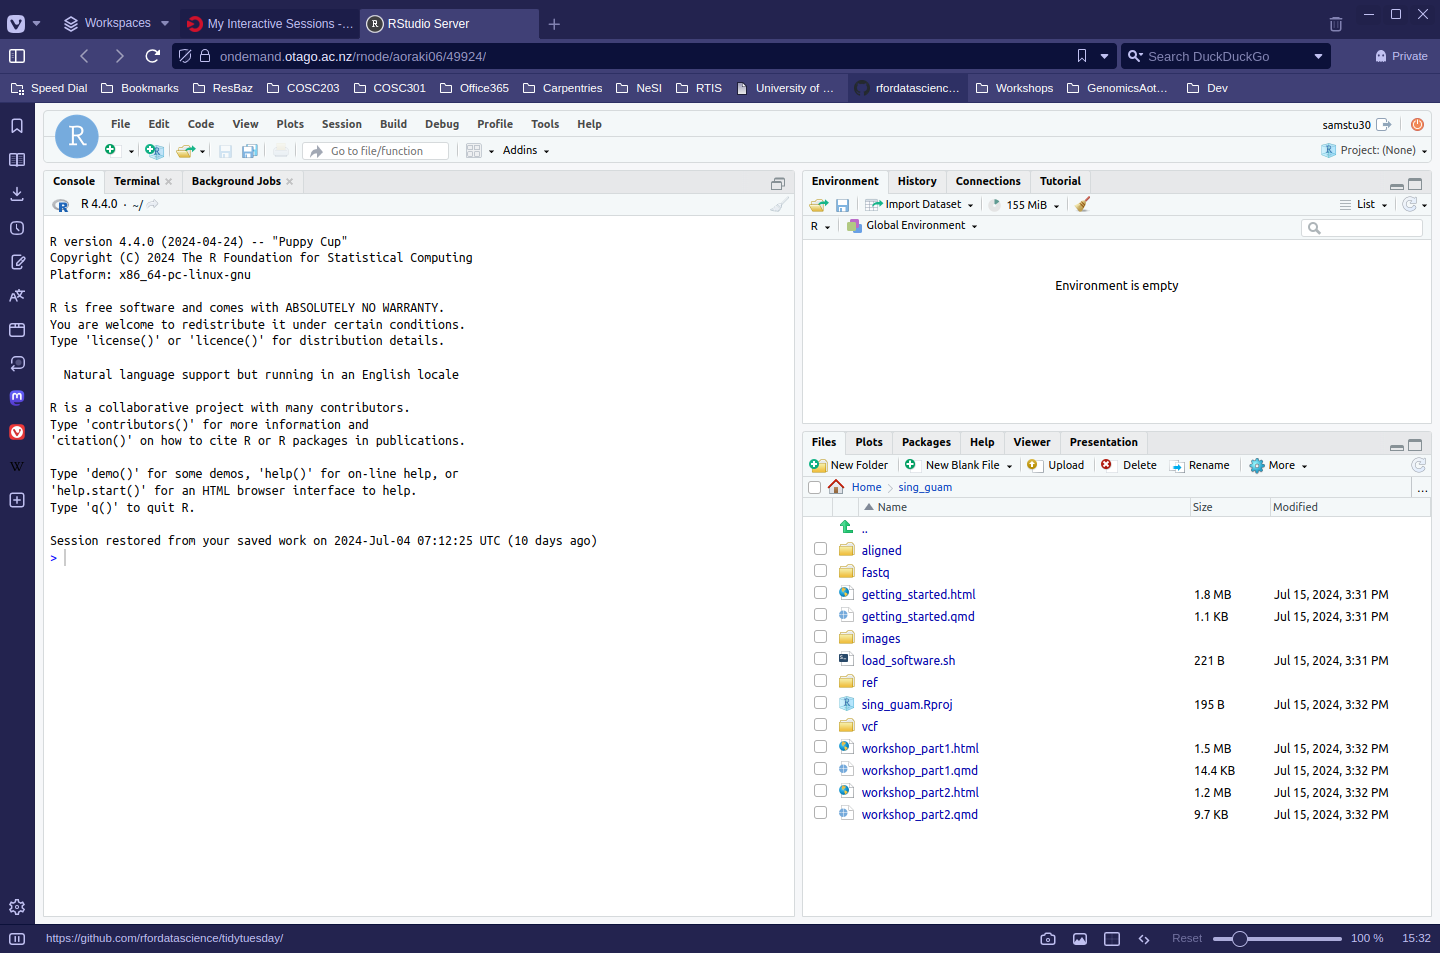 Workspaces
My Interactive Sessions -...
RStudio Server
ondemand.otago.ac.nz/rnode/aoraki06/49924/
Search DuckDuckGo
Private
Speed Dial
Bookmarks
ResBaz
COSC203
COSC301
Office365
Carpentries
NeSI
RTIS
University of ...
rfordatascience...
Workshops
GenomicsAot...
Dev
R
File Edit Code View Plots Session Build Debug Profile Tools Help
samstu30
Go to file/function
Addins
Project: (None)
Console Terminal Background Jobs
R 4.4.0 · ~/
R version 4.4.0 (2024-04-24) -- "Puppy Cup"
Copyright (C) 2024 The R Foundation for Statistical Computing
Platform: x86_64-pc-linux-gnu
R is free software and comes with ABSOLUTELY NO WARRANTY.
You are welcome to redistribute it under certain conditions.
Type 'license()' or 'licence()' for distribution details.
Natural language support but running in an English locale
R is a collaborative project with many contributors.
Type 'contributors()' for more information and
'citation()' on how to cite R or R packages in publications.
Type 'demo()' for some demos, 'help()' for on-line help, or
'help.start()' for an HTML browser interface to help.
Type 'q()' to quit R.
Session restored from your saved work on 2024-Jul-04 07:12:25 UTC (10 days ago)
>
Environment History Connections Tutorial
Import Dataset 155 MiB List
R Global Environment
Environment is empty
Files Plots Packages Help Viewer Presentation
New Folder New Blank File Upload Delete Rename More
Home sing_guam ...
Name Size Modified
..
aligned
fastq
getting_started.html 1.8 MB Jul 15, 2024, 3:31 PM
getting_started.qmd 1.1 KB Jul 15, 2024, 3:31 PM
images
load_software.sh 221 B Jul 15, 2024, 3:31 PM
ref
sing_guam.Rproj 195 B Jul 15, 2024, 3:32 PM
vcf
workshop_part1.html 1.5 MB Jul 15, 2024, 3:32 PM
workshop_part1.qmd 14.4 KB Jul 15, 2024, 3:32 PM
workshop_part2.html 1.2 MB Jul 15, 2024, 3:32 PM
workshop_part2.qmd 9.7 KB Jul 15, 2024, 3:32 PM
https://github.com/rfordatascience/tidytuesday/
Reset
100 %
15:32